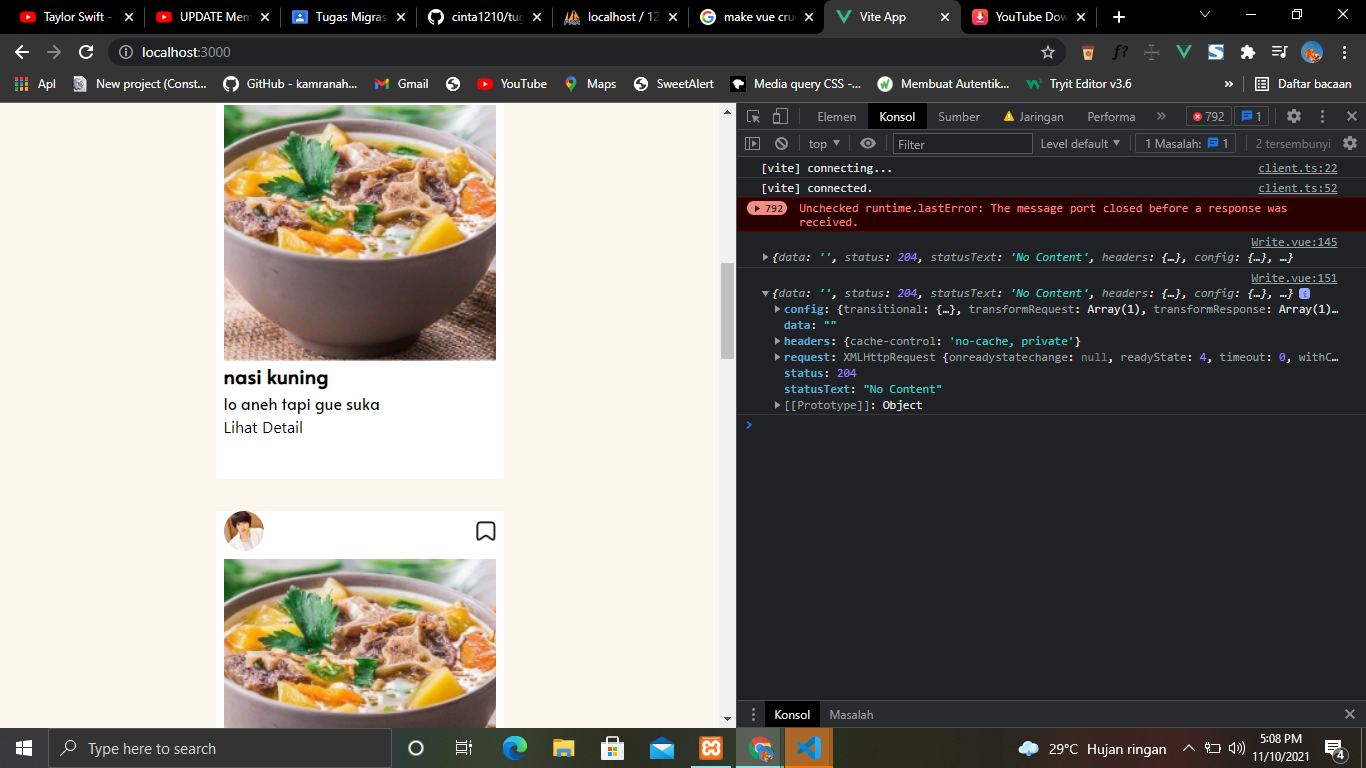 Taylor Swift -
UPDATE Mem
Tugas Migras
cinta1210/tug
localhost / 12
make vue cru
Vite App
YouTube Dow
localhost:3000
Apl
New project (Const...
GitHub - kamranah...
Gmail
YouTube
Maps
SweetAlert
Media query CSS -...
Membuat Autentik...
Tryit Editor v3.6
»
Daftar bacaan
nasi kuning
lo aneh tapi gue suka
Lihat Detail
Elemen
Konsol
Sumber
Jaringan
Performa
»
792
1
top
Filter
Level default
1 Masalah:
1
2 tersembunyi
[vite] connecting...
client.ts:22
[vite] connected.
client.ts:52
792
Unchecked runtime.lastError: The message port closed before a response was
received.
Write.vue:145
{data: '', status: 204, statusText: 'No Content', headers: {…}, config: {…}, …}
Write.vue:151
{data: '', status: 204, statusText: 'No Content', headers: {…}, config: {…}, …}
config: {transitional: {…}, transformRequest: Array(1), transformResponse: Array(1)…
data: ""
headers: {cache-control: 'no-cache, private'}
request: XMLHttpRequest {onreadystatechange: null, readyState: 4, timeout: 0, withC…
status: 204
statusText: "No Content"
[[Prototype]]: Object
Konsol
Masalah
Type here to search
29°C Hujan ringan
5:08 PM
11/10/2021
4